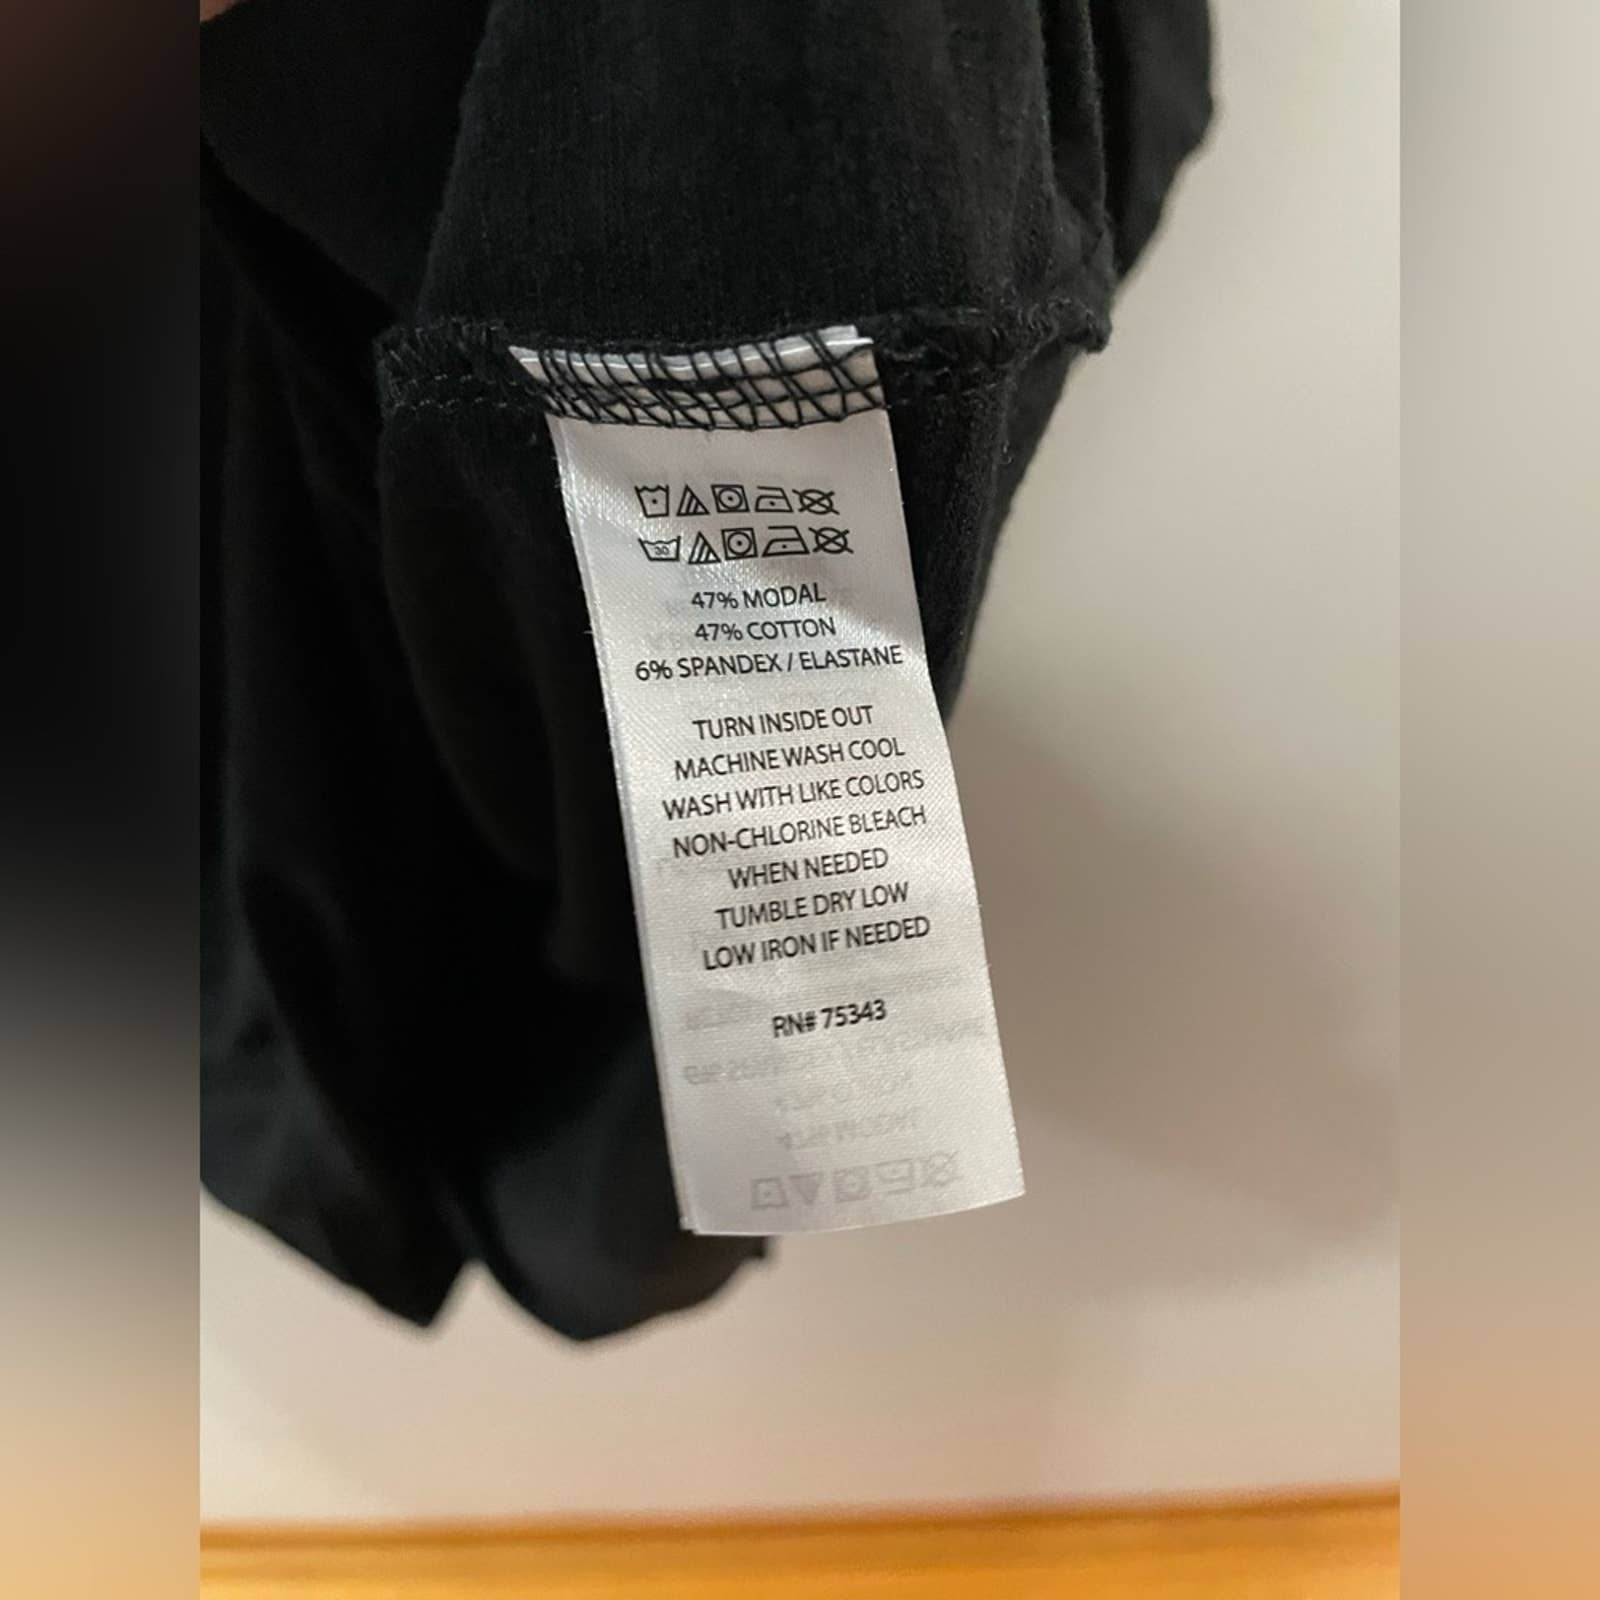 30
47% MODAL
47% COTTON
6% SPANDEX / ELASTANE
TURN INSIDE OUT
MACHINE WASH COOL
WASH WITH LIKE COLORS
NON-CHLORINE BLEACH
WHEN NEEDED
TUMBLE DRY LOW
LOW IRON IF NEEDED
RN# 75343